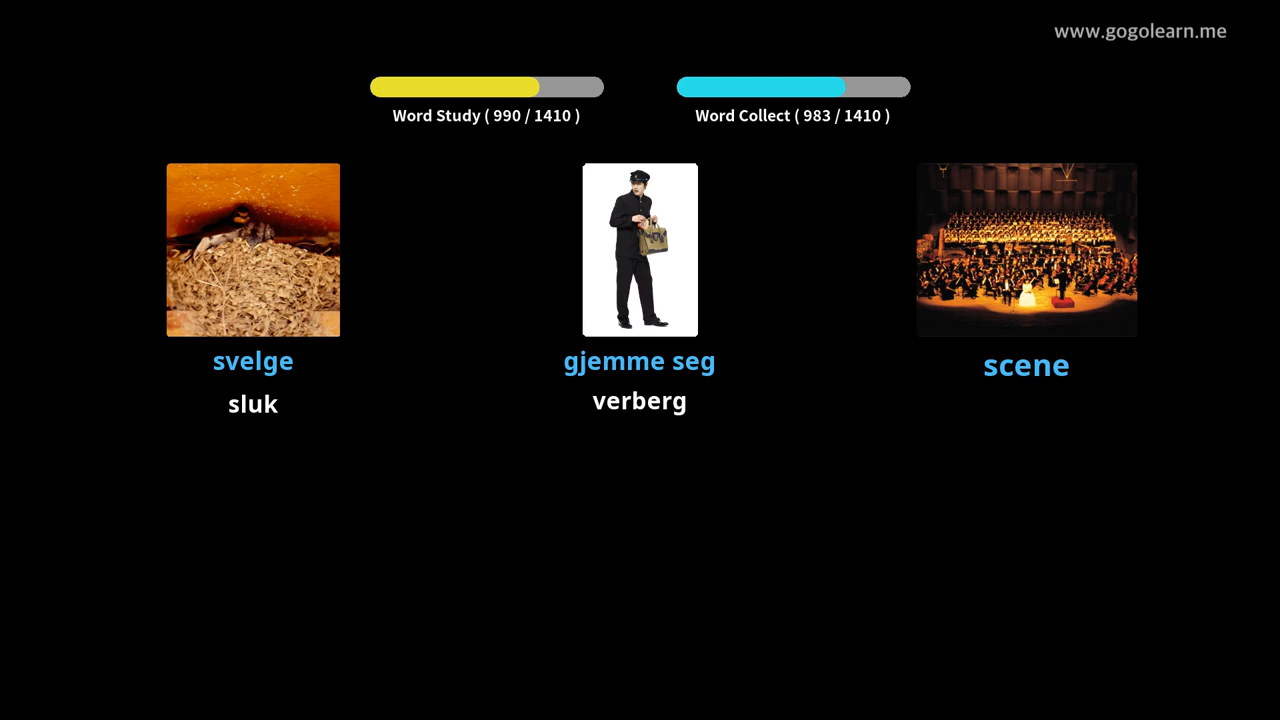 www.gogolearn.me
Word Study ( 990 / 1410 )
Word Collect ( 983 / 1410 )
svelge
gjemme seg
scene
sluk
verberg